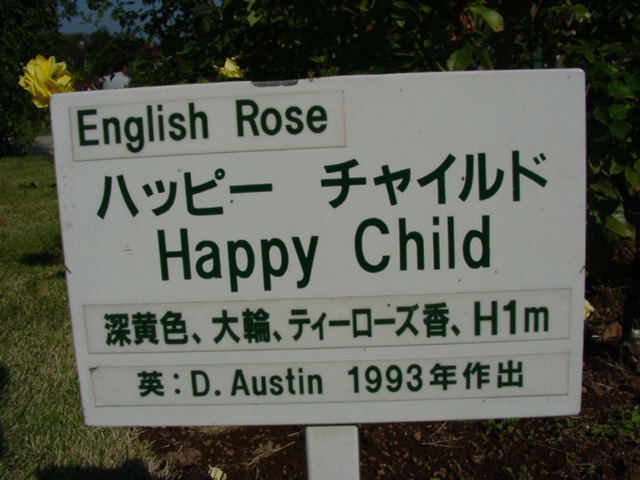 English Rose
ハッピー チャイルド
Happy Child
深黄色、大輪、ティーローズ香、H1m
英：D. Austin 1993年作出